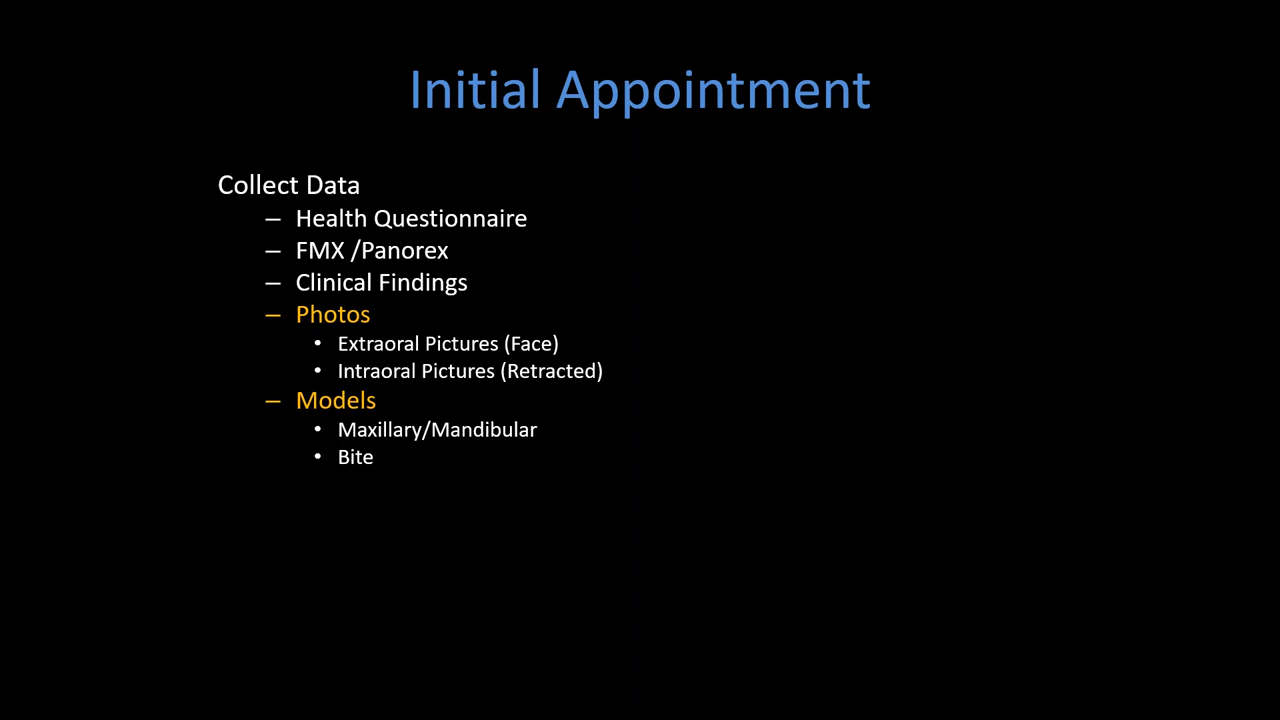 Initial Appointment
Collect Data
– Health Questionnaire
– FMX /Panorex
– Clinical Findings
– Photos
• Extraoral Pictures (Face)
• Intraoral Pictures (Retracted)
– Models
• Maxillary/Mandibular
• Bite